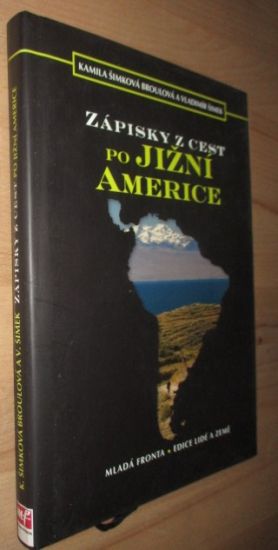 KAMILA ŠIMKOVÁ BROULOVÁ A VLADIMÍR ŠIMEK
ZÁPISKY Z CEST
PO JIŽNÍ
AMERICE
MLADÁ FRONTA • EDICE LIDÉ A ZEMĚ
K. ŠIMKOVÁ BROULOVÁ A V. ŠIMEK ZÁPISKY Z CEST PO JIŽNÍ AMERICE